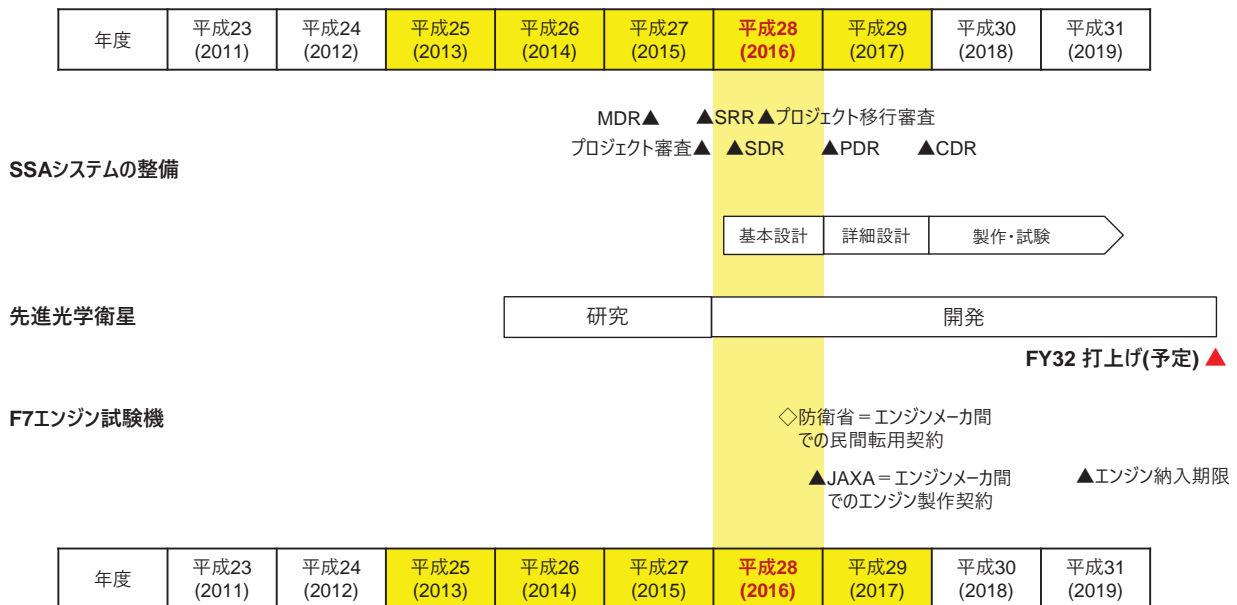 年度 平成23 平成24 平成25 平成26 平成27 平成28 平成29 平成30 平成31
(2011) (2012) (2013) (2014) (2015) (2016) (2017) (2018) (2019)
MDR▲ ▲SRR▲プロジェクト移行審査
プロジェクト審査▲ ▲SDR ▲PDR ▲CDR
SSAシステムの整備
基本設計 詳細設計 製作・試験
先進光学衛星 研究 開発
FY32 打上げ(予定) ▲
F7エンジン試験機 ◇防衛省＝エンジンメーカ間
での民間転用契約
▲JAXA＝エンジンメーカ間 ▲エンジン納入期限
でのエンジン製作契約
年度 平成23 平成24 平成25 平成26 平成27 平成28 平成29 平成30 平成31
(2011) (2012) (2013) (2014) (2015) (2016) (2017) (2018) (2019)